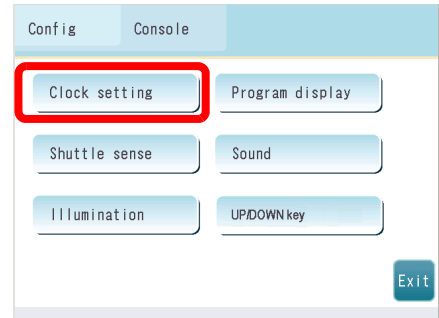 Config Console
Clock setting Program display
Shuttle sense Sound
Illumination UP/DOWN key
Exit